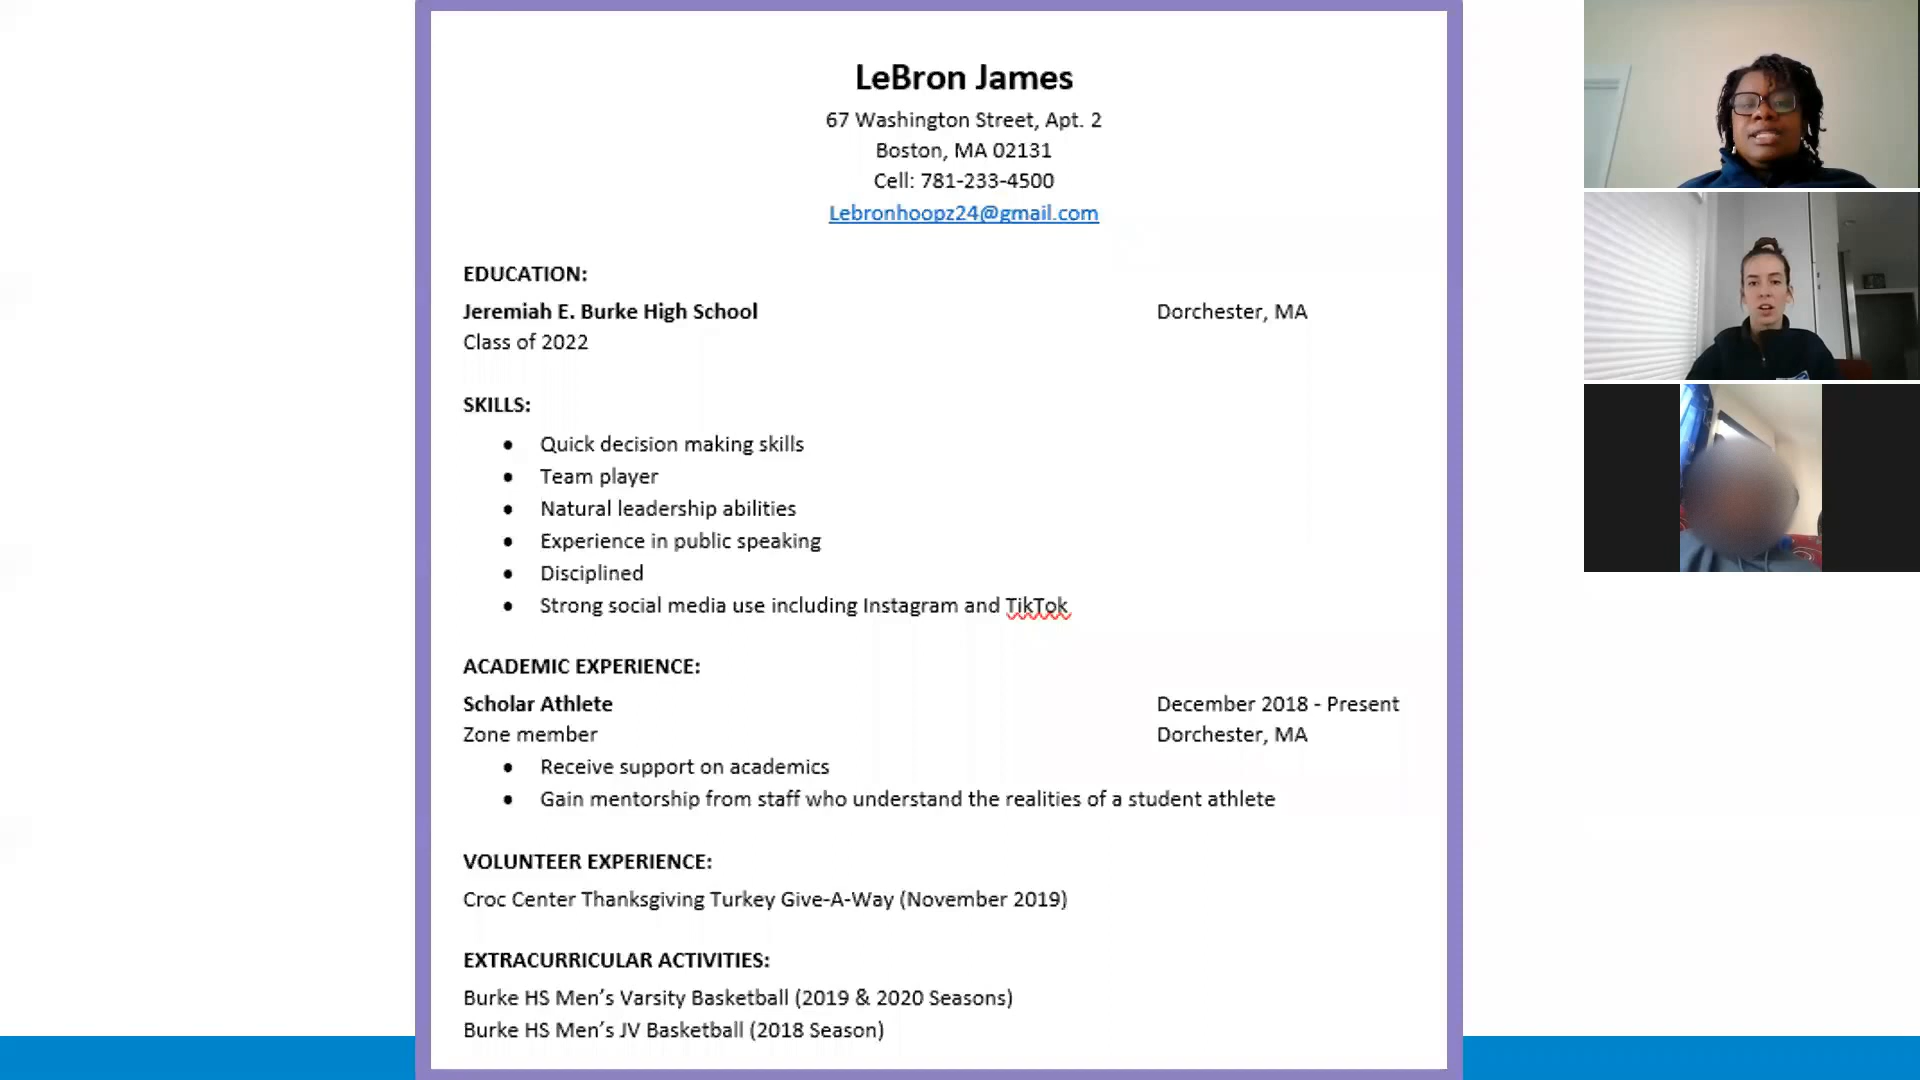 LeBron James
67 Washington Street, Apt. 2
Boston, MA 02131
Cell: 781-233-4500
Lebronhoopz24@gmail.com
EDUCATION:
Jeremiah E. Burke High School Dorchester, MA
Class of 2022
SKILLS:
• Quick decision making skills
• Team player
• Natural leadership abilities
• Experience in public speaking
• Disciplined
• Strong social media use including Instagram and TikTok
ACADEMIC EXPERIENCE:
Scholar Athlete December 2018 - Present
Zone member Dorchester, MA
• Receive support on academics
• Gain mentorship from staff who understand the realities of a student athlete
VOLUNTEER EXPERIENCE:
Croc Center Thanksgiving Turkey Give-A-Way (November 2019)
EXTRACURRICULAR ACTIVITIES:
Burke HS Men’s Varsity Basketball (2019 & 2020 Seasons)
Burke HS Men’s JV Basketball (2018 Season)